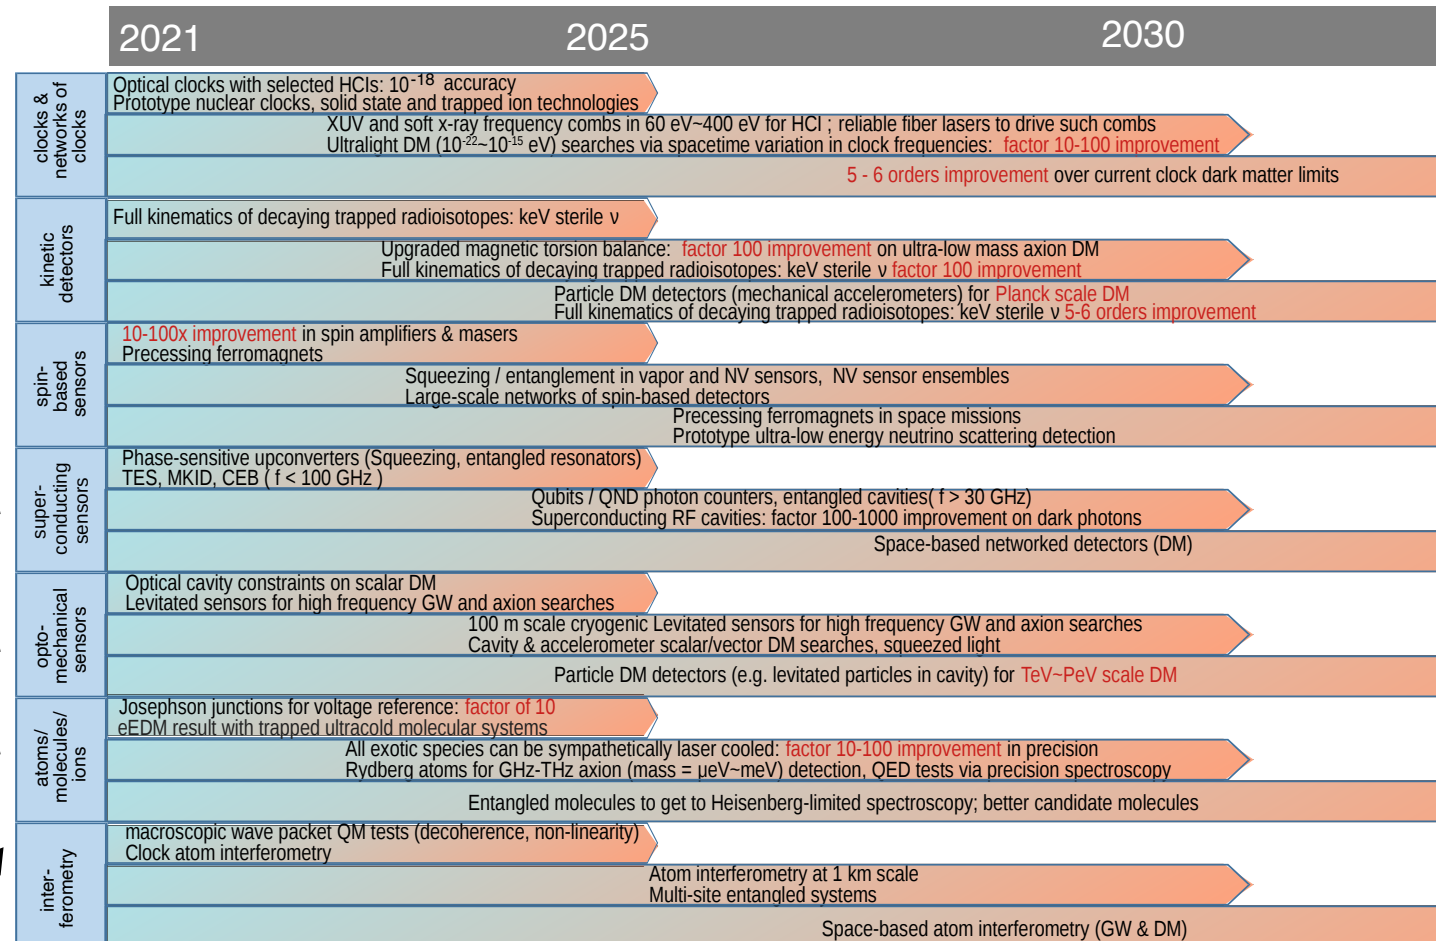 2021 2025 2030
clocks &
networks of
clocks
Optical clocks with selected HCIs: 10⁻¹⁸ accuracy
Prototype nuclear clocks, solid state and trapped ion technologies
XUV and soft x-ray frequency combs in 60 eV~400 eV for HCI ; reliable fiber lasers to drive such combs
Ultralight DM (10⁻²²~10⁻¹⁵ eV) searches via spacetime variation in clock frequencies: factor 10-100 improvement
5 - 6 orders improvement over current clock dark matter limits
kinetic
detectors
Full kinematics of decaying trapped radioisotopes: keV sterile ν
Upgraded magnetic torsion balance: factor 100 improvement on ultra-low mass axion DM
Full kinematics of decaying trapped radioisotopes: keV sterile ν factor 100 improvement
Particle DM detectors (mechanical accelerometers) for Planck scale DM
Full kinematics of decaying trapped radioisotopes: keV sterile ν 5-6 orders improvement
spin-
based
sensors
10-100x improvement in spin amplifiers & masers
Precessing ferromagnets
Squeezing / entanglement in vapor and NV sensors, NV sensor ensembles
Large-scale networks of spin-based detectors
Precessing ferromagnets in space missions
Prototype ultra-low energy neutrino scattering detection
super-
conducting
sensors
Phase-sensitive upconverters (Squeezing, entangled resonators)
TES, MKID, CEB ( f < 100 GHz )
Qubits / QND photon counters, entangled cavities( f > 30 GHz)
Superconducting RF cavities: factor 100-1000 improvement on dark photons
Space-based networked detectors (DM)
opto-
mechanical
sensors
Optical cavity constraints on scalar DM
Levitated sensors for high frequency GW and axion searches
100 m scale cryogenic Levitated sensors for high frequency GW and axion searches
Cavity & accelerometer scalar/vector DM searches, squeezed light
Particle DM detectors (e.g. levitated particles in cavity) for TeV~PeV scale DM
atoms/
molecules/
ions
Josephson junctions for voltage reference: factor of 10
eEDM result with trapped ultracold molecular systems
All exotic species can be sympathetically laser cooled: factor 10-100 improvement in precision
Rydberg atoms for GHz-THz axion (mass = μeV~meV) detection, QED tests via precision spectroscopy
Entangled molecules to get to Heisenberg-limited spectroscopy; better candidate molecules
inter-
ferometry
macroscopic wave packet QM tests (decoherence, non-linearity)
Clock atom interferometry
Atom interferometry at 1 km scale
Multi-site entangled systems
Space-based atom interferometry (GW & DM)